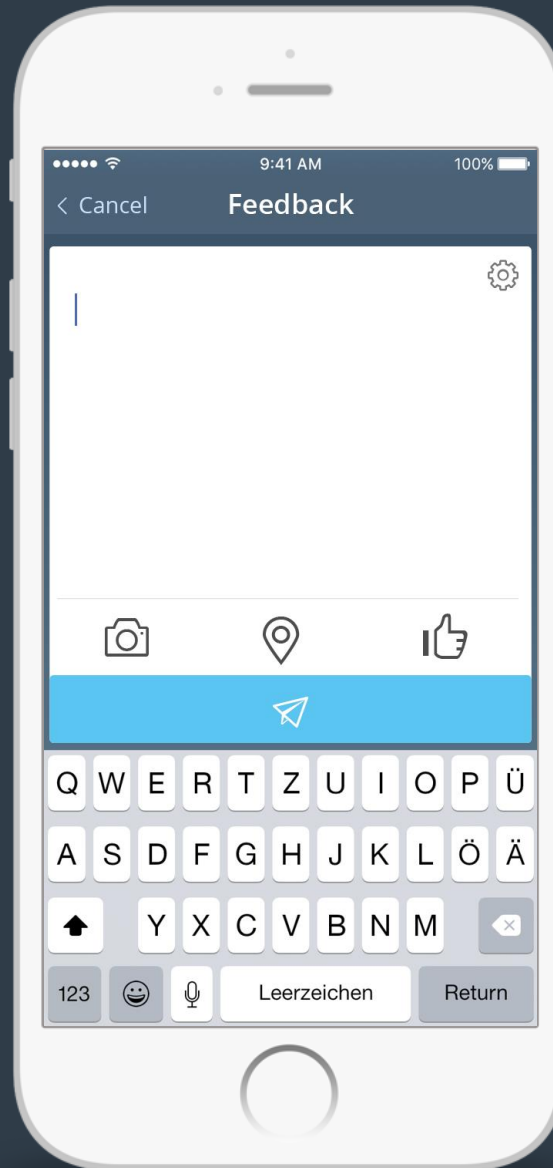 9:41 AM 100%
< Cancel Feedback
Q W E R T Z U I O P Ü
A S D F G H J K L Ö Ä
Y X C V B N M
123 Leerzeichen Return